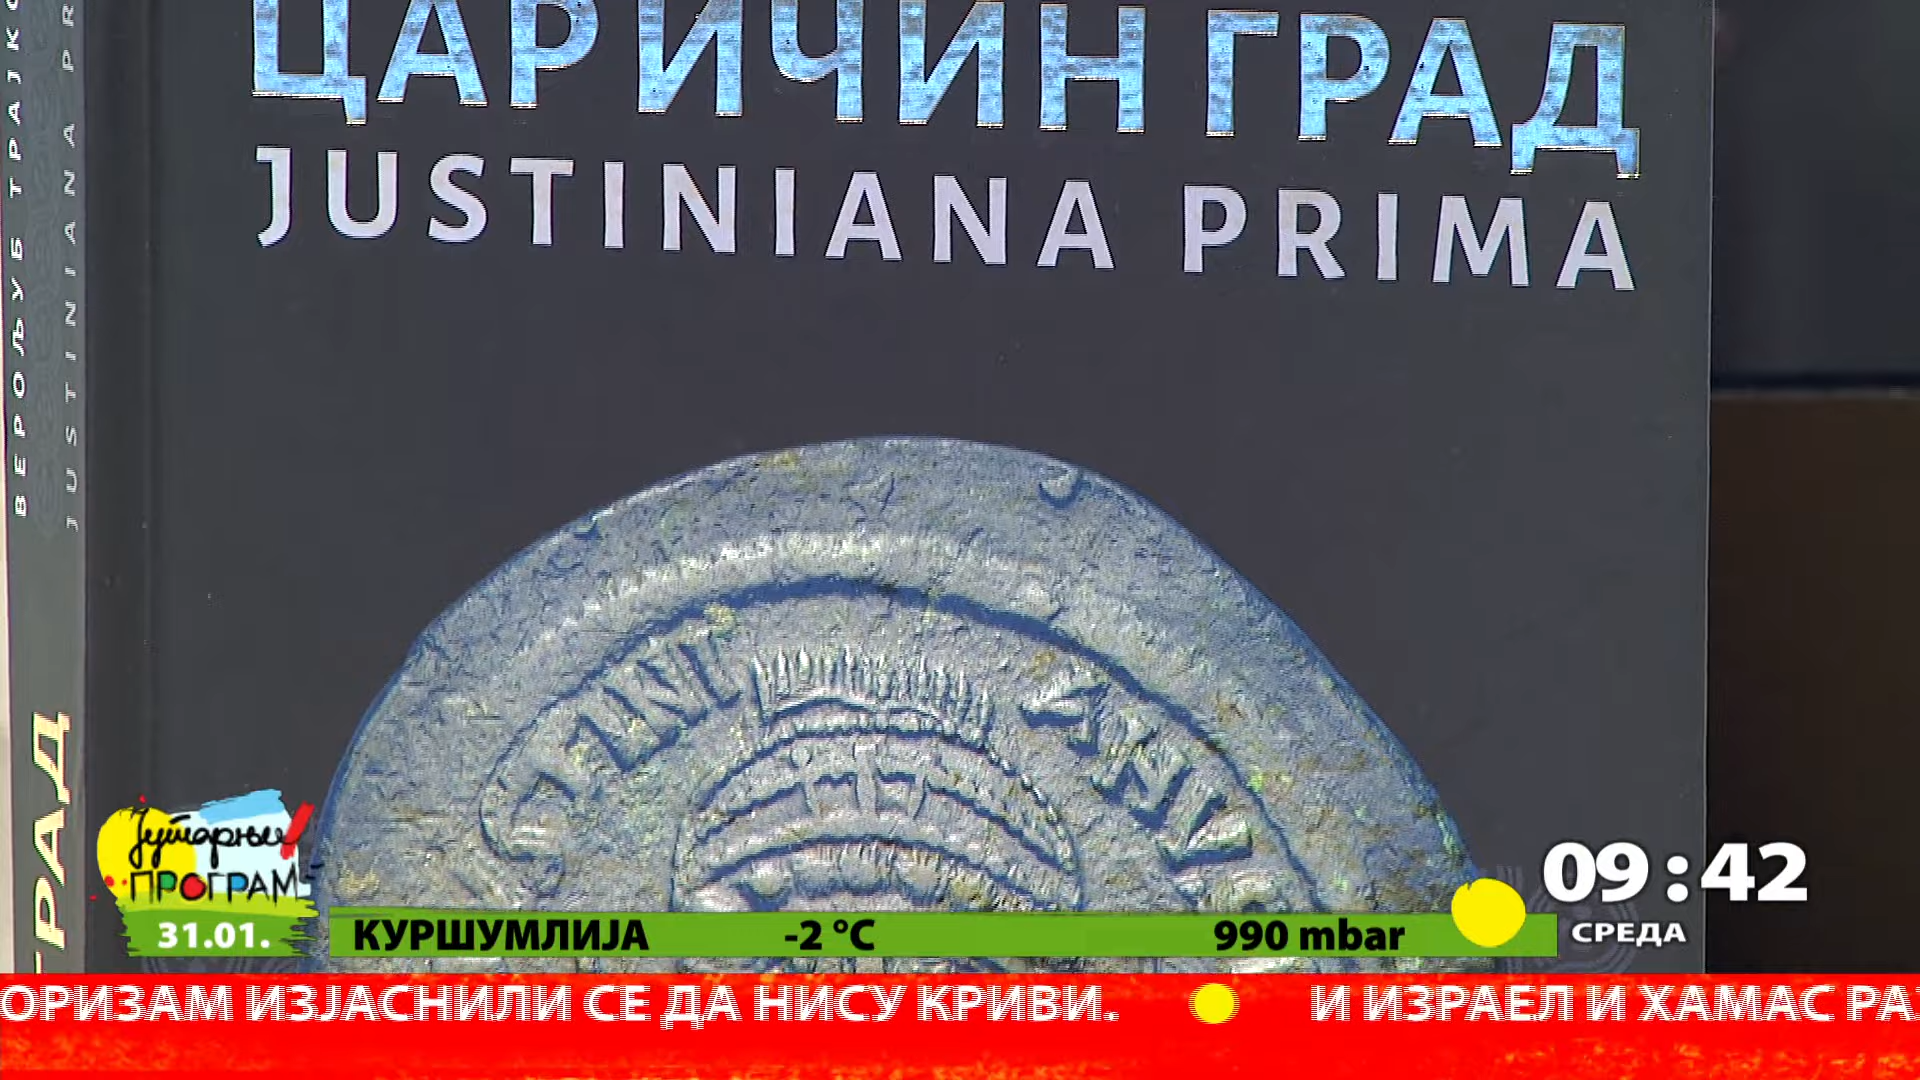 ЦАРИЧИН ГРАД
JUSTINIANA PRIMA
ВЕРОЉУБ ТРАЈК
JUSTINIANA PR
ГРАД
Јутарњи
ПРОГРАМ
31.01.
КУРШУМЛИЈА -2 °C 990 mbar
09:42
СРЕДА
ОРИЗАМ ИЗЈАСНИЛИ СЕ ДА НИСУ КРИВИ. И ИЗРАЕЛ И ХАМАС РА